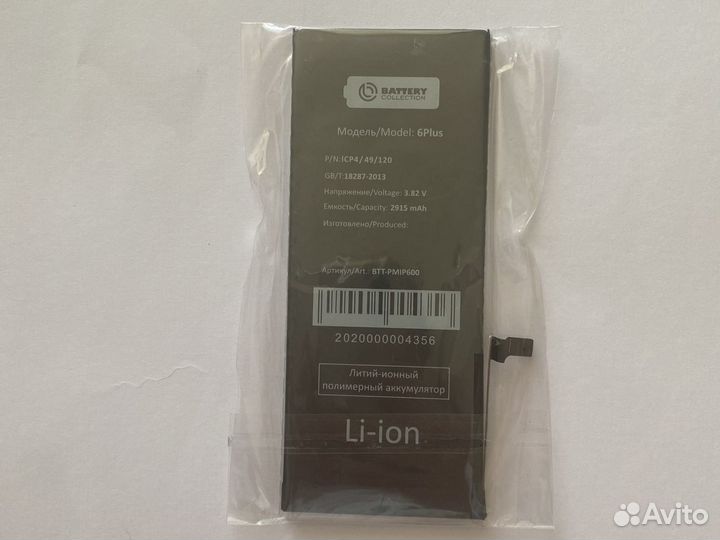 BATTERY
COLLECTION
Модель/Model: 6Plus
P/N:ICP4/49/120
GB/T:18287-2013
Напряжение/Voltage: 3.82 V
Емкость/Capacity: 2915 mAh
Изготовлено/Produced:
Артикул/Art. BTT-PMIP600
2020000004356
Литий-ионный
полимерный аккумулятор
Li-ion
Avito